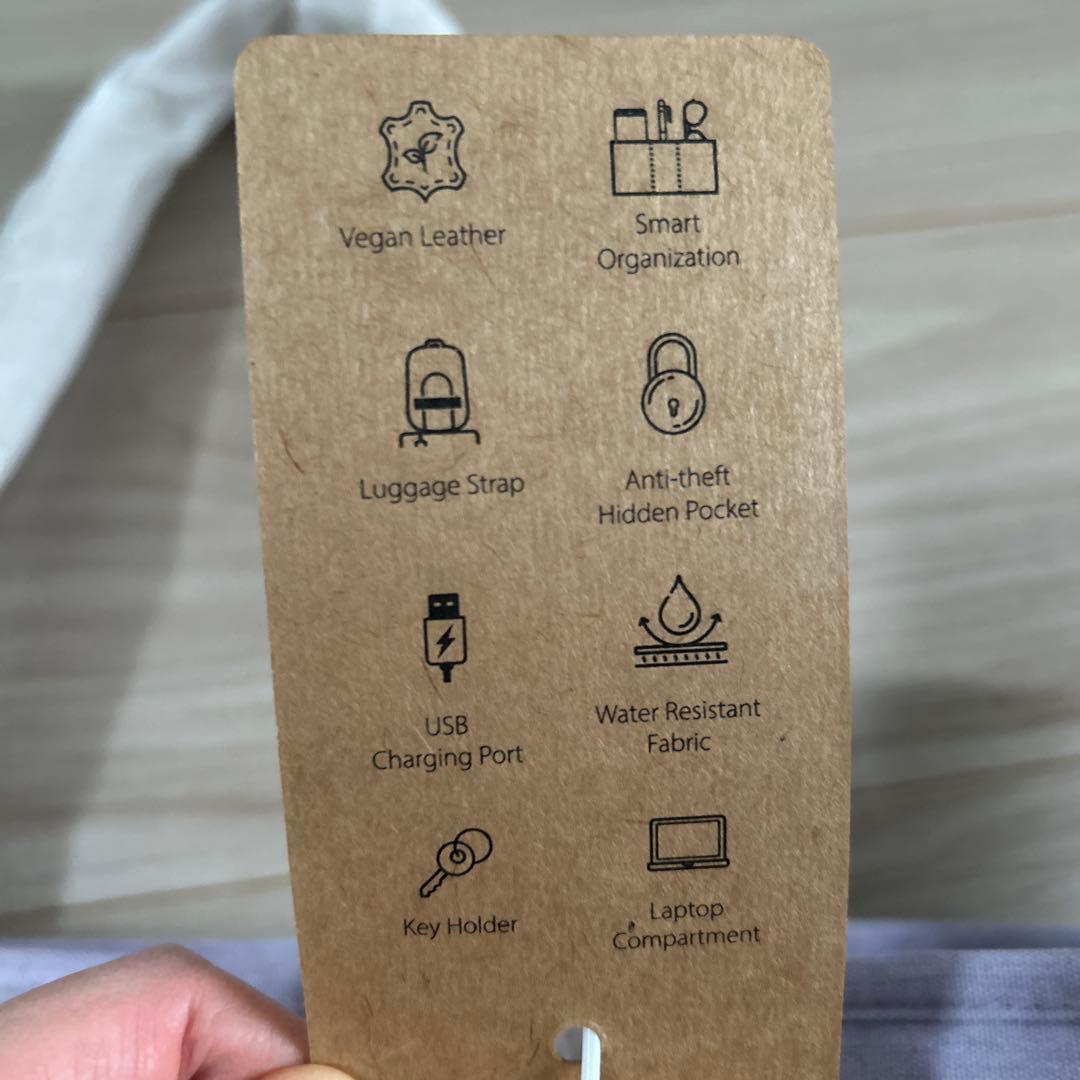 Vegan Leather
Smart
Organization
Luggage Strap
Anti-theft
Hidden Pocket
USB
Charging Port
Water Resistant
Fabric
Key Holder
Laptop
Compartment